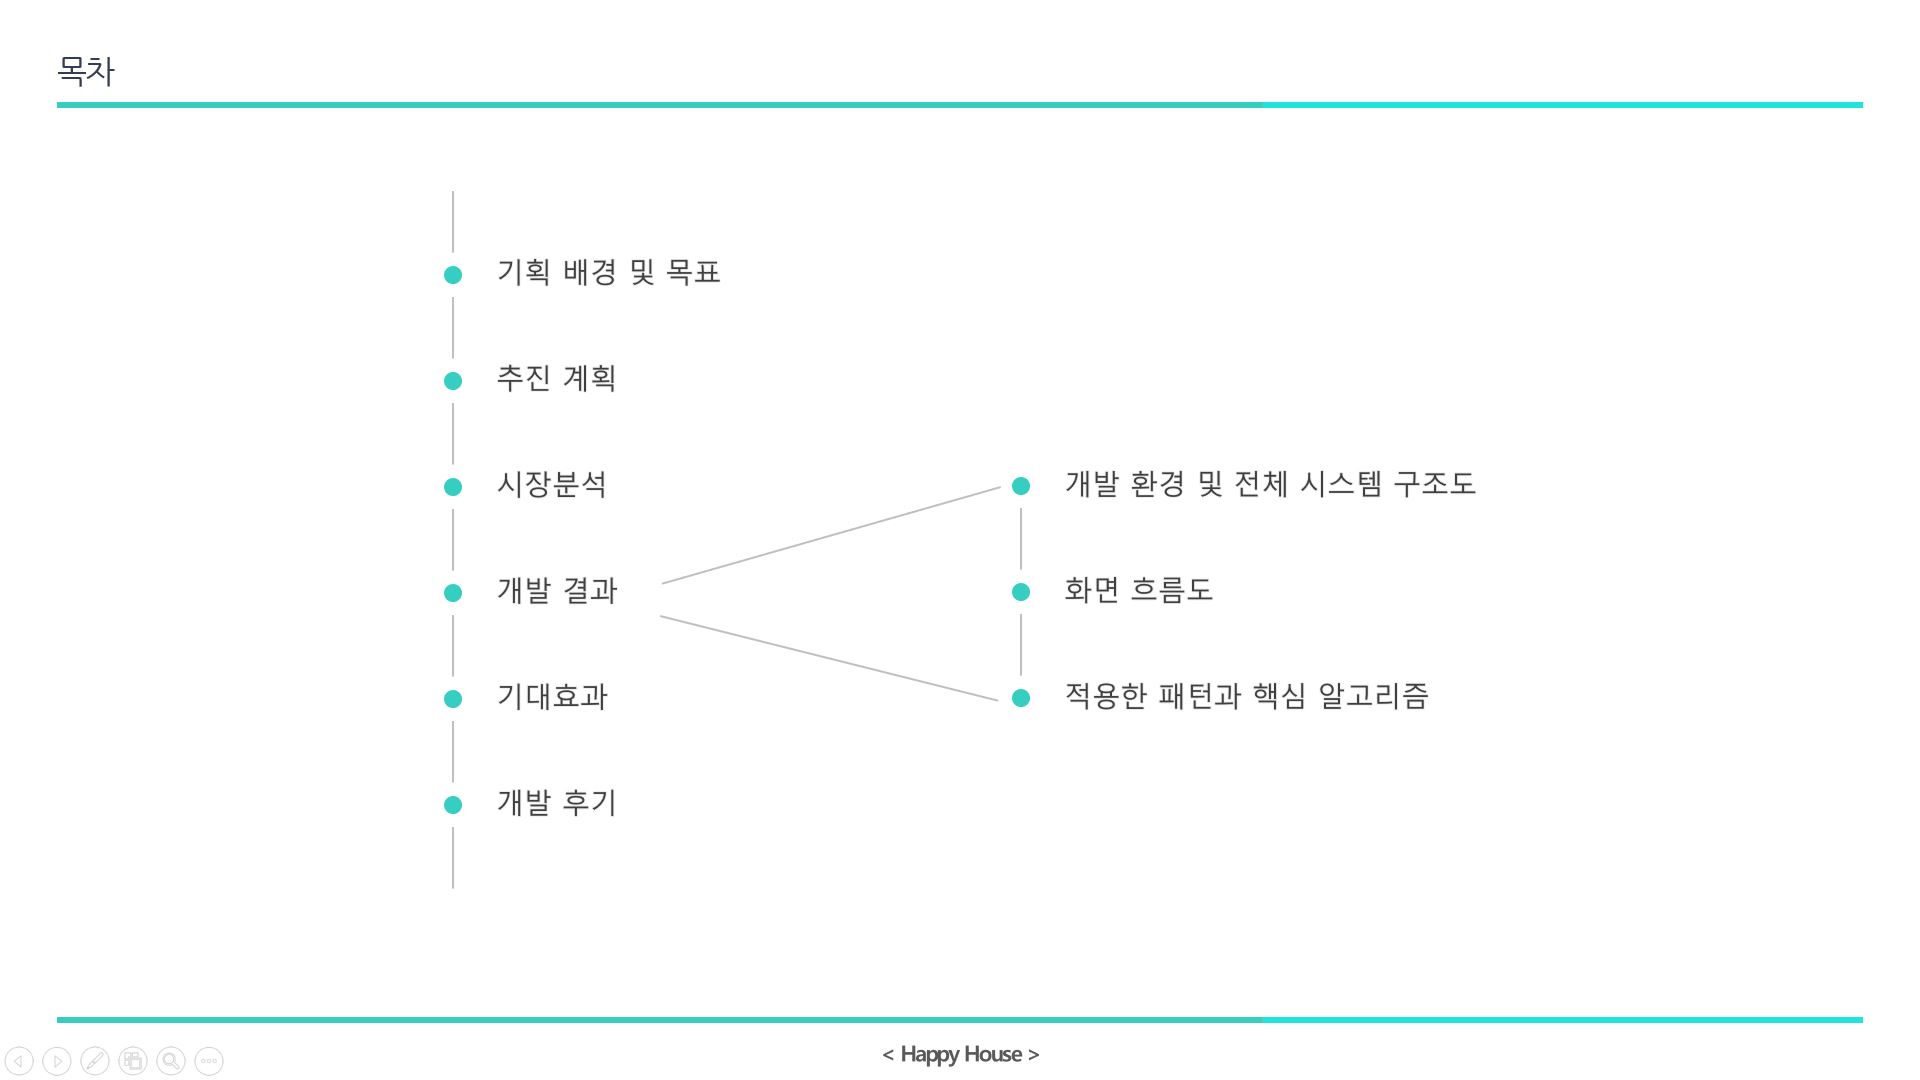 목차
기획 배경 및 목표
추진 계획
시장분석
개발 결과
기대효과
개발 후기
개발 환경 및 전체 시스템 구조도
화면 흐름도
적용한 패턴과 핵심 알고리즘
< Happy House >